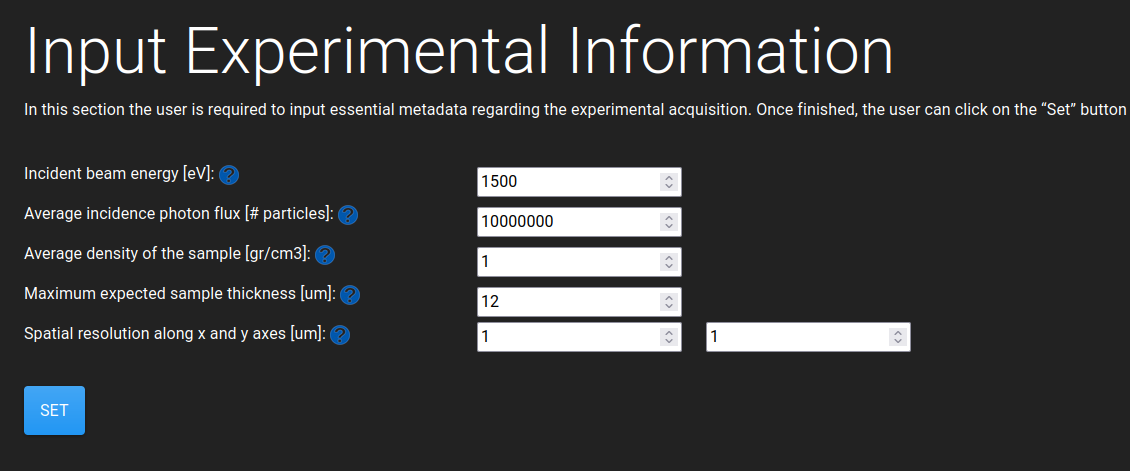 Input Experimental Information
In this section the user is required to input essential metadata regarding the experimental acquisition. Once finished, the user can click on the “Set” button
Incident beam energy [eV]: ? 1500
Average incidence photon flux [# particles]: ? 10000000
Average density of the sample [gr/cm3]: ? 1
Maximum expected sample thickness [um]: ? 12
Spatial resolution along x and y axes [um]: ? 1 1
SET